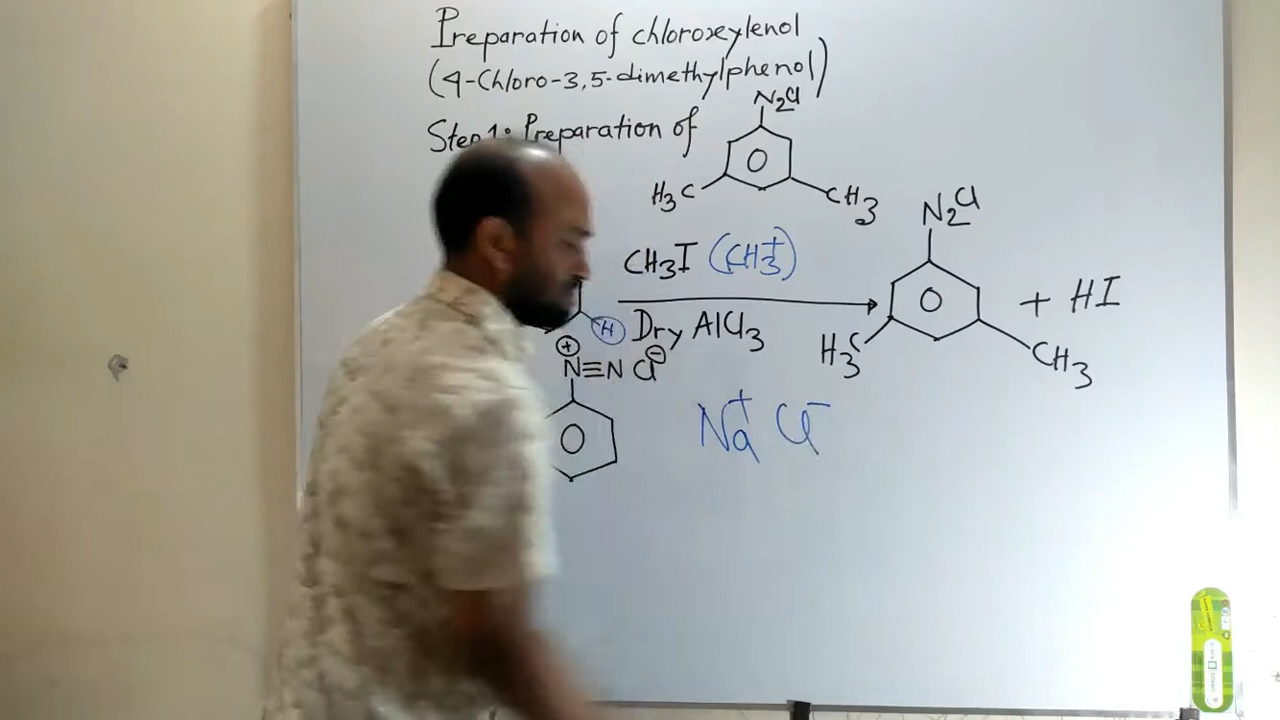 Preparation of chloroxylenol
(4-Chloro-3,5-dimethylphenol)
Step 1: Preparation of
N2Cl
H3C
CH3
CH3I (CH3+)
H
Dry AlCl3
N2Cl
H3C
CH3
+ HI
⊕
N≡N Cl⊖
Na+ Cl-